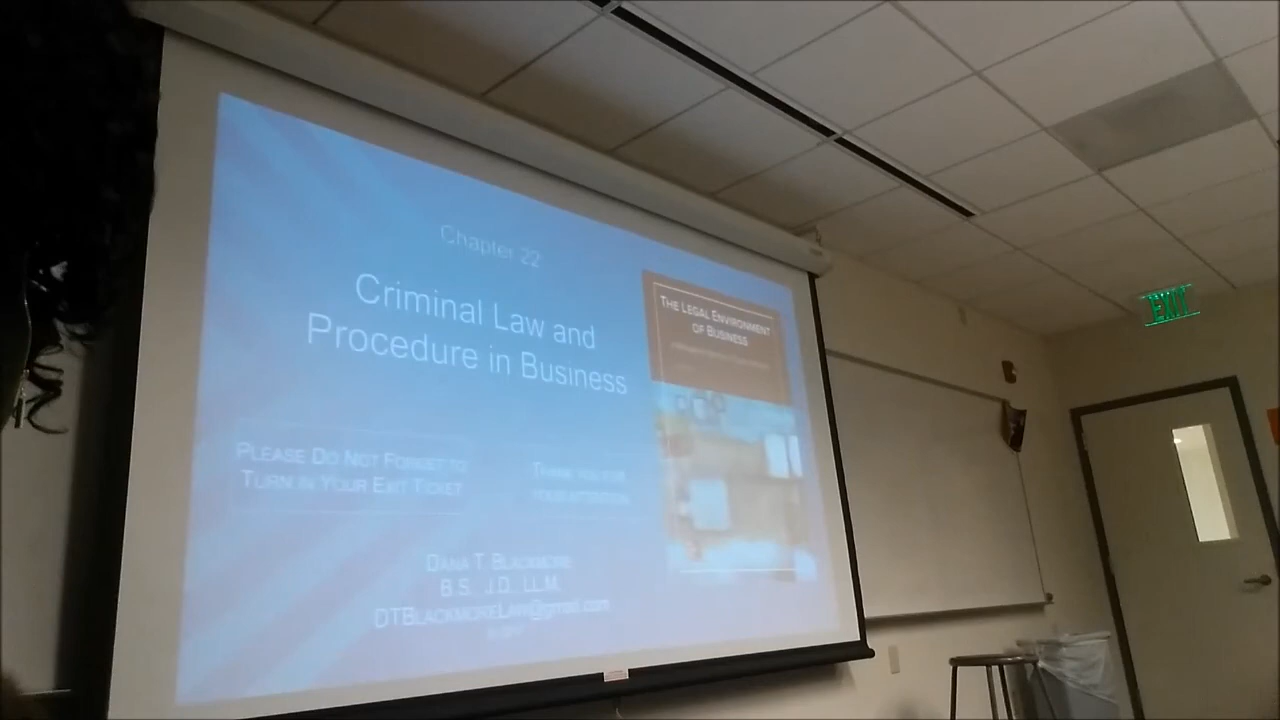 Chapter 22
Criminal Law and
Procedure in Business
THE LEGAL ENVIRONMENT
OF BUSINESS
PLEASE DO NOT FORGET TO
TURN IN YOUR EXIT TICKET
THANK YOU FOR
YOUR ATTENTION
DANA T. BLACKMORE
B.S., J.D., LL.M.
DTBLACKMORELAW@gmail.com
EXIT